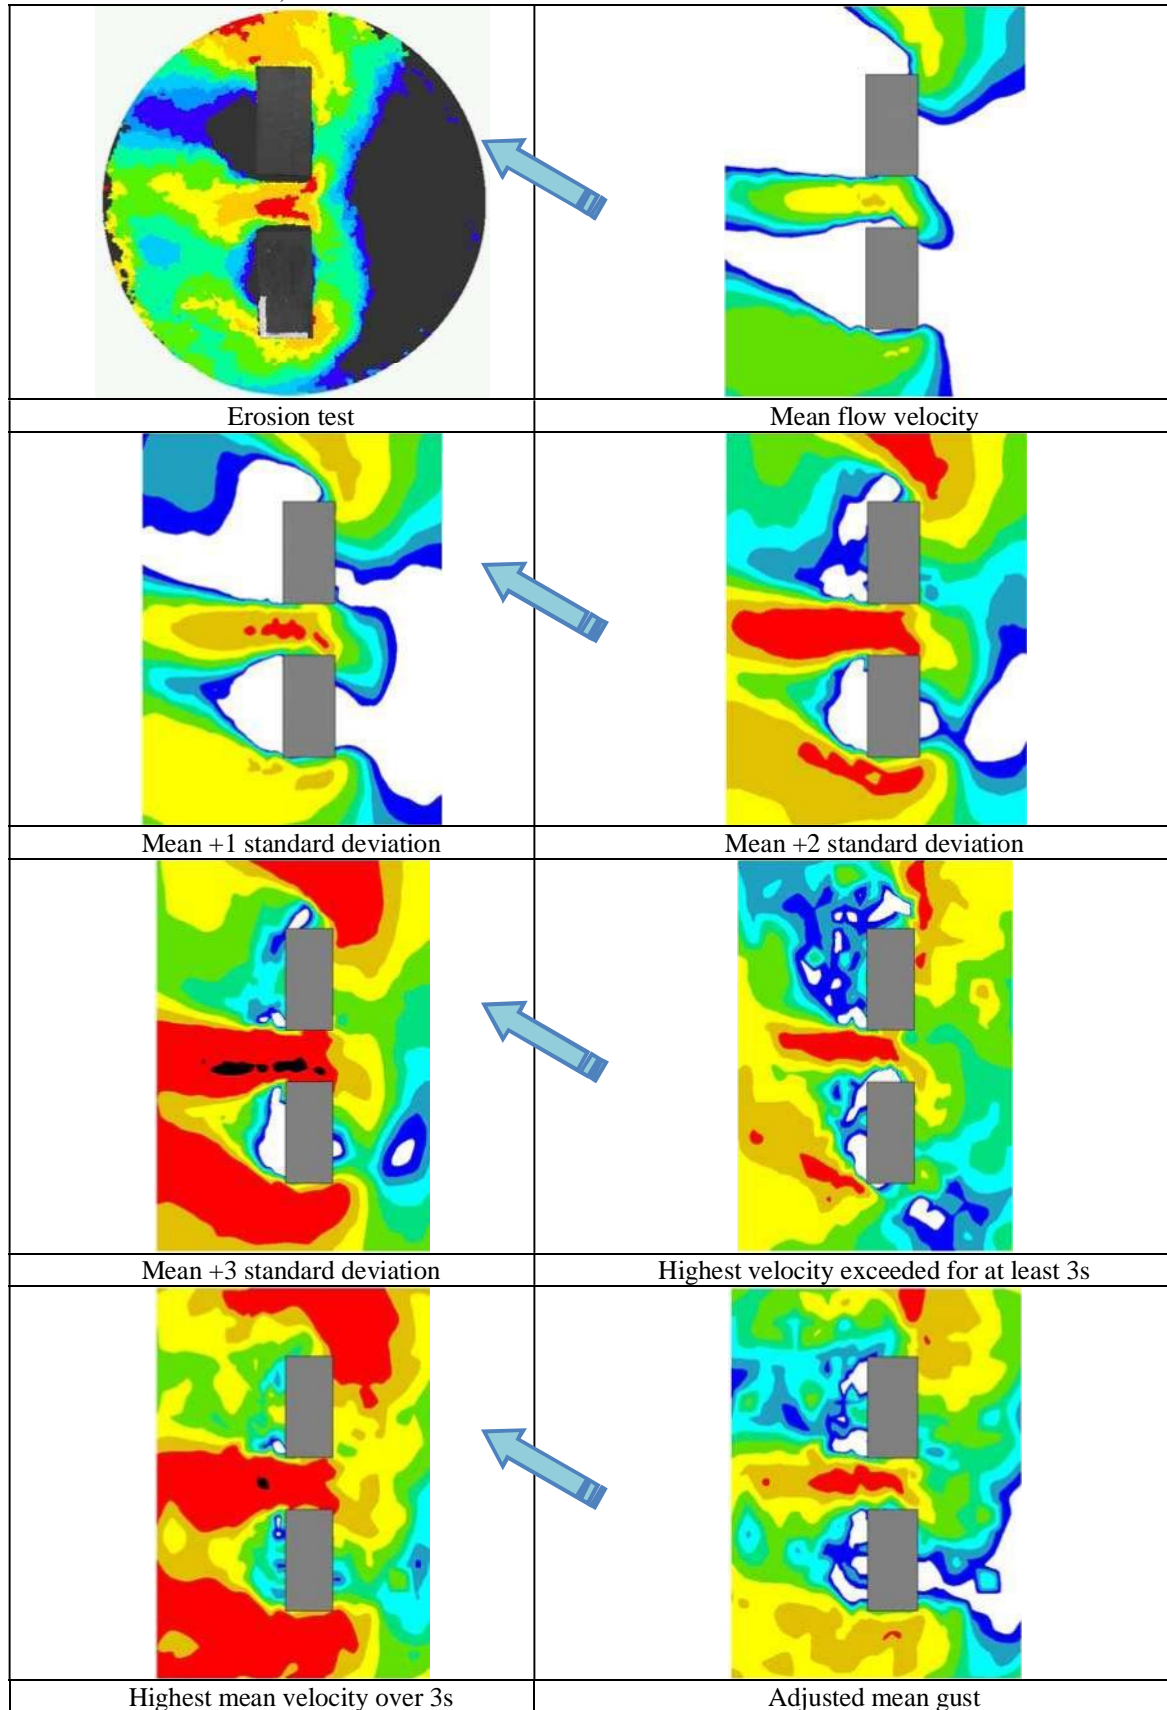 Erosion test
Mean flow velocity
Mean +1 standard deviation
Mean +2 standard deviation
Mean +3 standard deviation
Highest velocity exceeded for at least 3s
Highest mean velocity over 3s
Adjusted mean gust